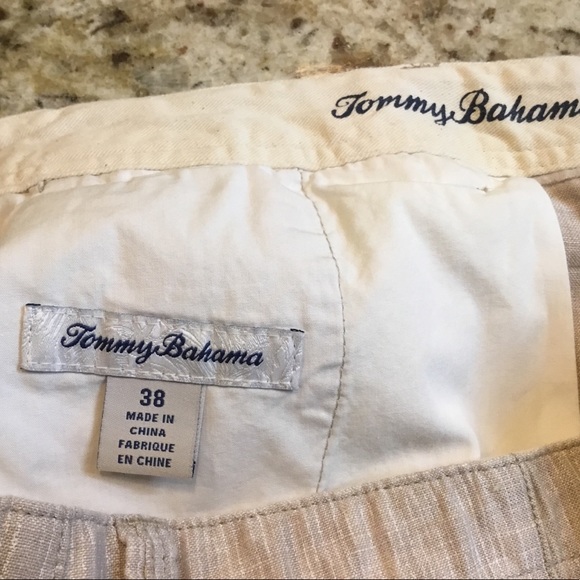 Tommy Bahama
Tommy Bahama
38
MADE IN
CHINA
FABRIQUE
EN CHINE